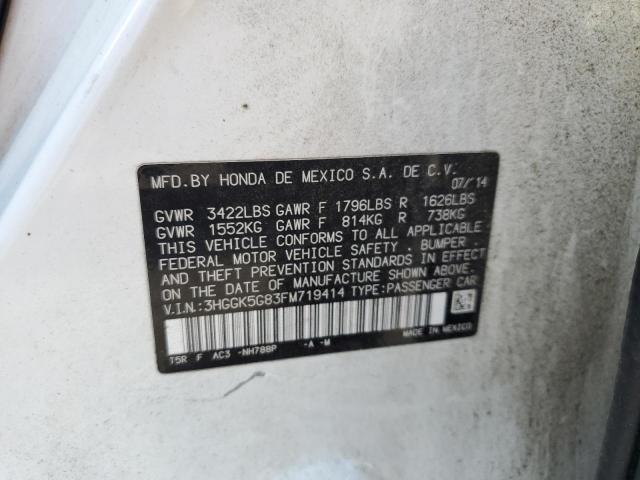 MFD. BY HONDA DE MEXICO S.A. DE C.V.
07/14
GVWR 3422LBS GAWR F 1796LBS R 1626LBS
GVWR 1552KG GAWR F 814KG R 738KG
THIS VEHICLE CONFORMS TO ALL APPLICABLE
FEDERAL MOTOR VEHICLE SAFETY · BUMPER ·
AND THEFT PREVENTION STANDARDS IN EFFECT
ON THE DATE OF MANUFACTURE SHOWN ABOVE.
V.I.N.:3HGGK5G83FM719414 TYPE:PASSENGER CAR
T5R F AC3 -NH788P -A -M
MADE IN MEXICO